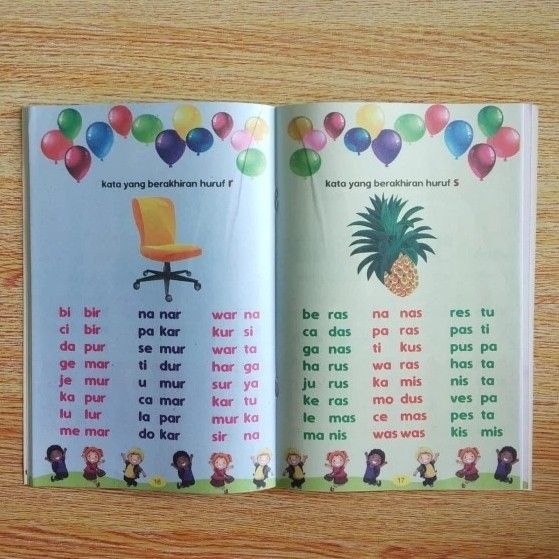 kata yang berakhiran huruf r
bi bir na nar war na
ci bir pa kar kur si
da pur se mur war ta
ge mar ti dur har ga
je mur u mur sur ya
ka pur ca mar kar tu
lu lur la par mur ka
me mar do kar sir na
16
kata yang berakhiran huruf s
be ras na nas res tu
ca das pa ras pas ti
ga nas ti kus pus pa
ha rus wa ras has ta
ju rus ka mis nis ta
ke ras mo dus ves pa
le mas ce mas pes ta
ma nis was was kis mis
17